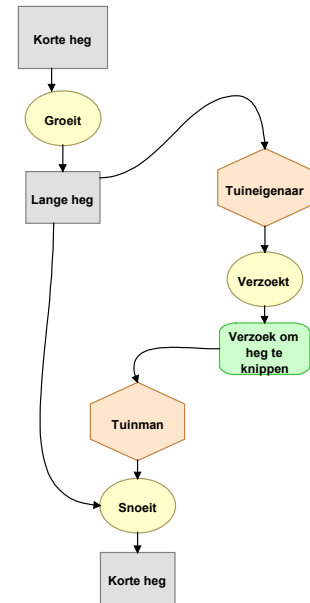 Korte heg
Groeit
Lange heg
Tuineigenaar
Verzoekt
Verzoek om
heg te
knippen
Tuinman
Snoeit
Korte heg